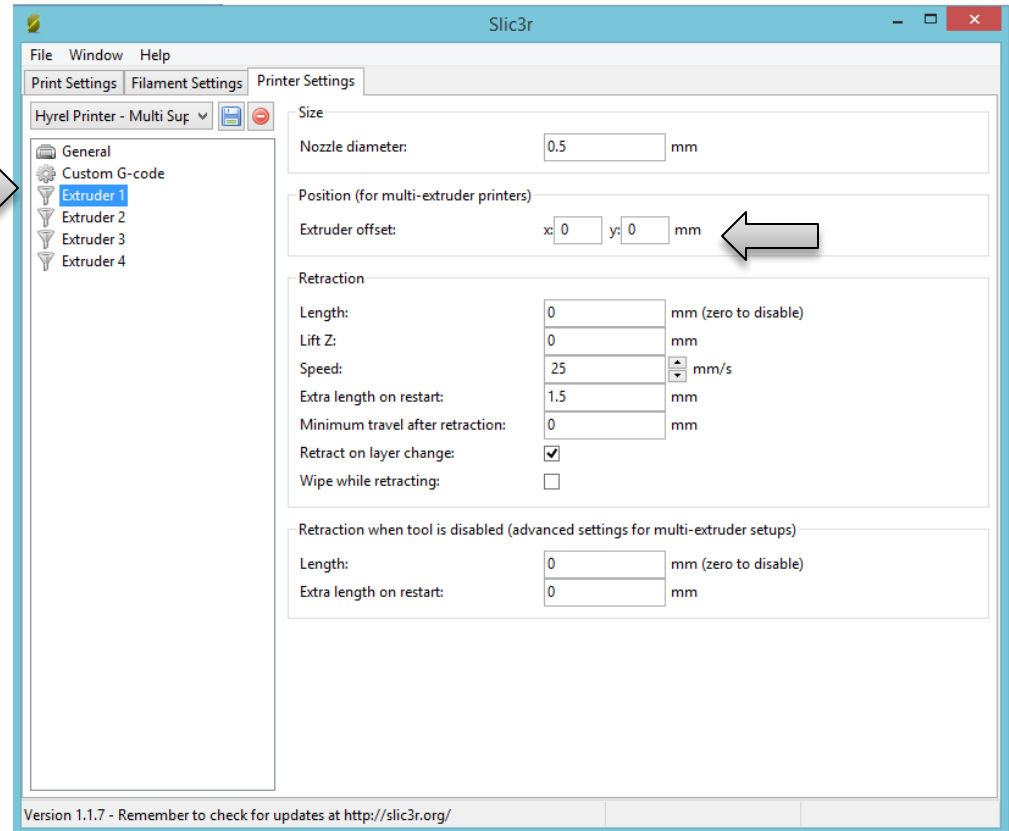 Slic3r
File Window Help
Print Settings Filament Settings Printer Settings
Hyrel Printer - Multi Sup
General
Custom G-code
Extruder 1
Extruder 2
Extruder 3
Extruder 4
Size
Nozzle diameter: 0.5 mm
Position (for multi-extruder printers)
Extruder offset: x: 0 y: 0 mm
Retraction
Length: 0 mm (zero to disable)
Lift Z: 0 mm
Speed: 25 mm/s
Extra length on restart: 1.5 mm
Minimum travel after retraction: 0 mm
Retract on layer change:
Wipe while retracting:
Retraction when tool is disabled (advanced settings for multi-extruder setups)
Length: 0 mm (zero to disable)
Extra length on restart: 0 mm
Version 1.1.7 - Remember to check for updates at http://slic3r.org/